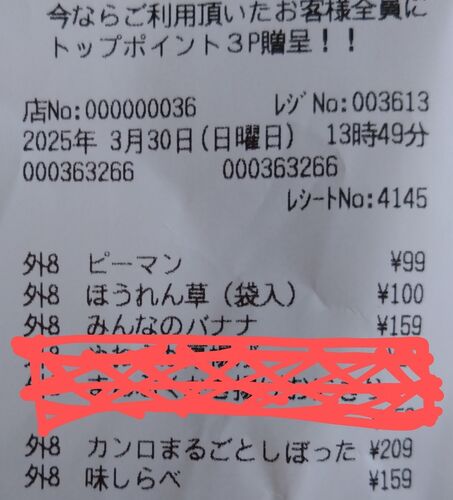 今ならご利用頂いたお客様全員に
トップポイント3P贈呈!!
店No:000000036 レジNo:003613
2025年 3月30日(日曜日) 13時49分
000363266 000363266
レシートNo:4145
外8 ピーマン ¥99
外8 ほうれん草(袋入) ¥100
外8 みんなのバナナ ¥159
外8 カンロまるごとしぼった ¥209
外8 味しらべ ¥159